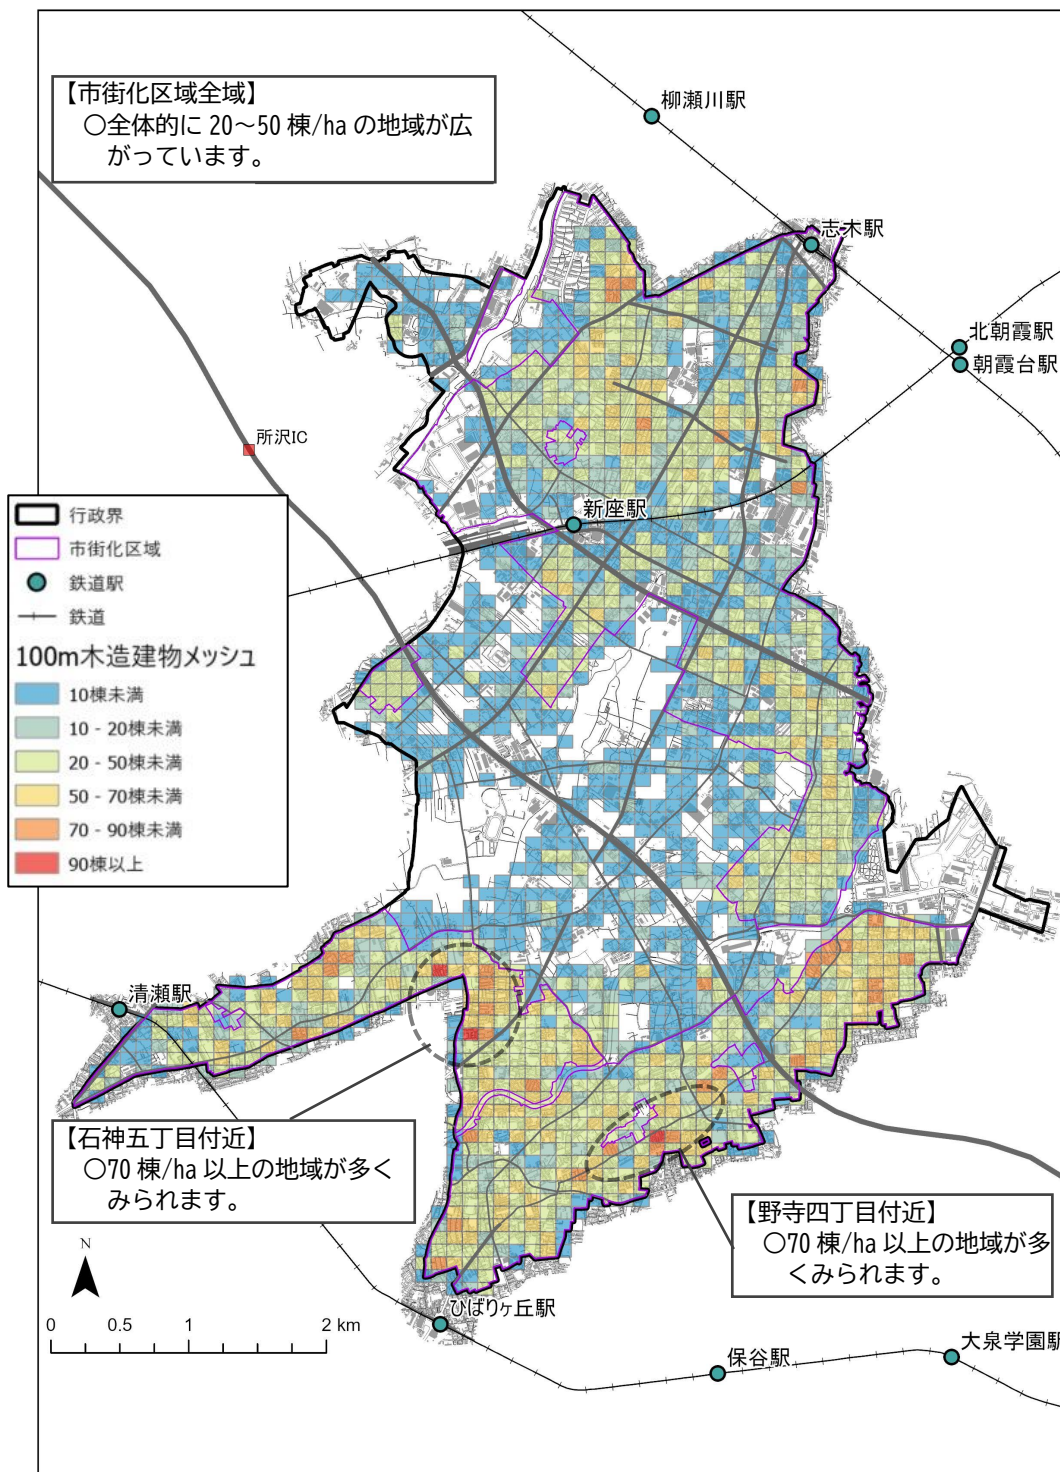 【市街化区域全域】
○全体的に 20～50 棟/ha の地域が広
がっています。
柳瀬川駅
志木駅
北朝霞駅
朝霞台駅
所沢IC
新座駅
行政界
市街化区域
鉄道駅
鉄道
100m木造建物メッシュ
10棟未満
10 - 20棟未満
20 - 50棟未満
50 - 70棟未満
70 - 90棟未満
90棟以上
清瀬駅
【石神五丁目付近】
○70 棟/ha 以上の地域が多く
みられます。
【野寺四丁目付近】
○70 棟/ha 以上の地域が多
くみられます。
N
0 0.5 1 2 km
ひばりヶ丘駅
保谷駅
大泉学園駅